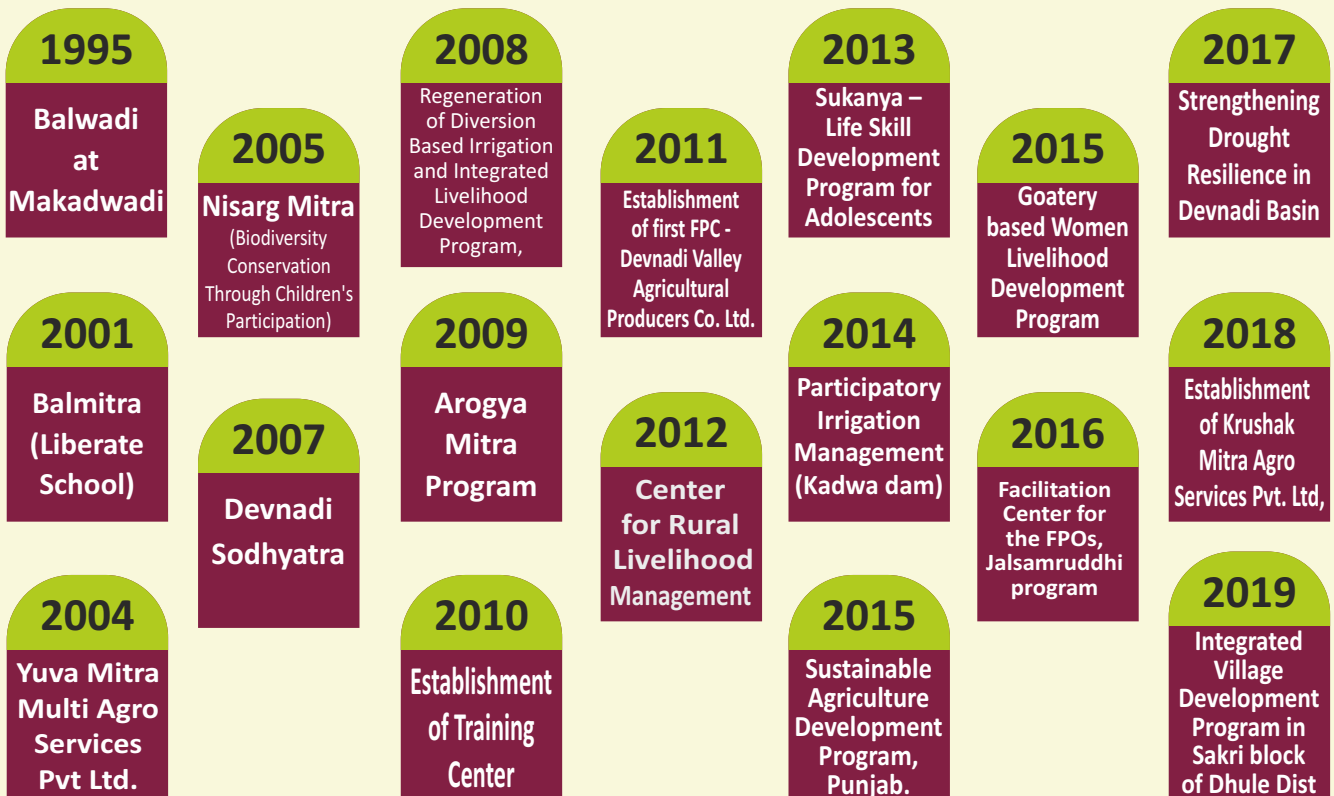 1995
Balwadi
at
Makadwadi
2001
Balmitra
(Liberate
School)
2004
Yuva Mitra
Multi Agro
Services
Pvt Ltd.
2005
Nisarg Mitra
(Biodiversity
Conservation
Through Children's
Participation)
2007
Devnadi
Sodhyatra
2008
Regeneration
of Diversion
Based Irrigation
and Integrated
Livelihood
Development
Program,
2009
Arogya
Mitra
Program
2010
Establishment
of Training
Center
2011
Establishment
of first FPC -
Devnadi Valley
Agricultural
Producers Co. Ltd.
2012
Center
for Rural
Livelihood
Management
2013
Sukanya –
Life Skill
Development
Program for
Adolescents
2014
Participatory
Irrigation
Management
(Kadwa dam)
2015
Sustainable
Agriculture
Development
Program,
Punjab.
2015
Goatery
based Women
Livelihood
Development
Program
2016
Facilitation
Center for
the FPOs,
Jalsamruddhi
program
2017
Strengthening
Drought
Resilience in
Devnadi Basin
2018
Establishment
of Krushak
Mitra Agro
Services Pvt. Ltd,
2019
Integrated
Village
Development
Program in
Sakri block
of Dhule Dist